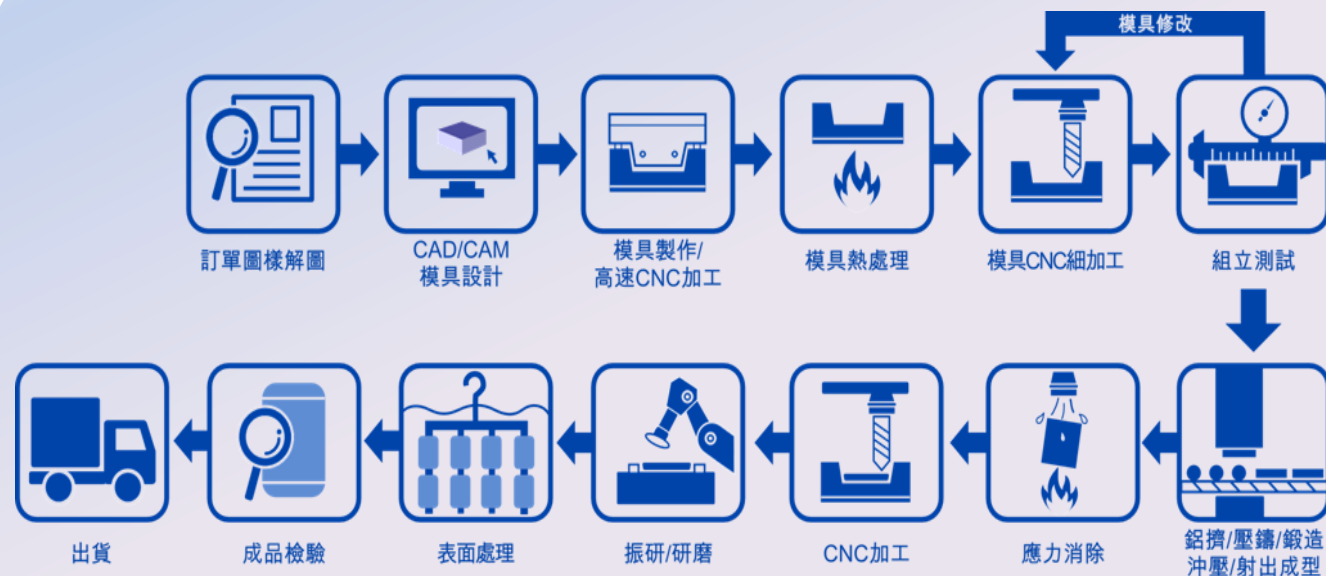 模具修改
訂單圖樣解圖
CAD/CAM
模具設計
模具製作/
高速CNC加工
模具熱處理
模具CNC細加工
組立測試
出貨
成品檢驗
表面處理
振研/研磨
CNC加工
應力消除
鋁擠/壓鑄/鍛造
沖壓/射出成型